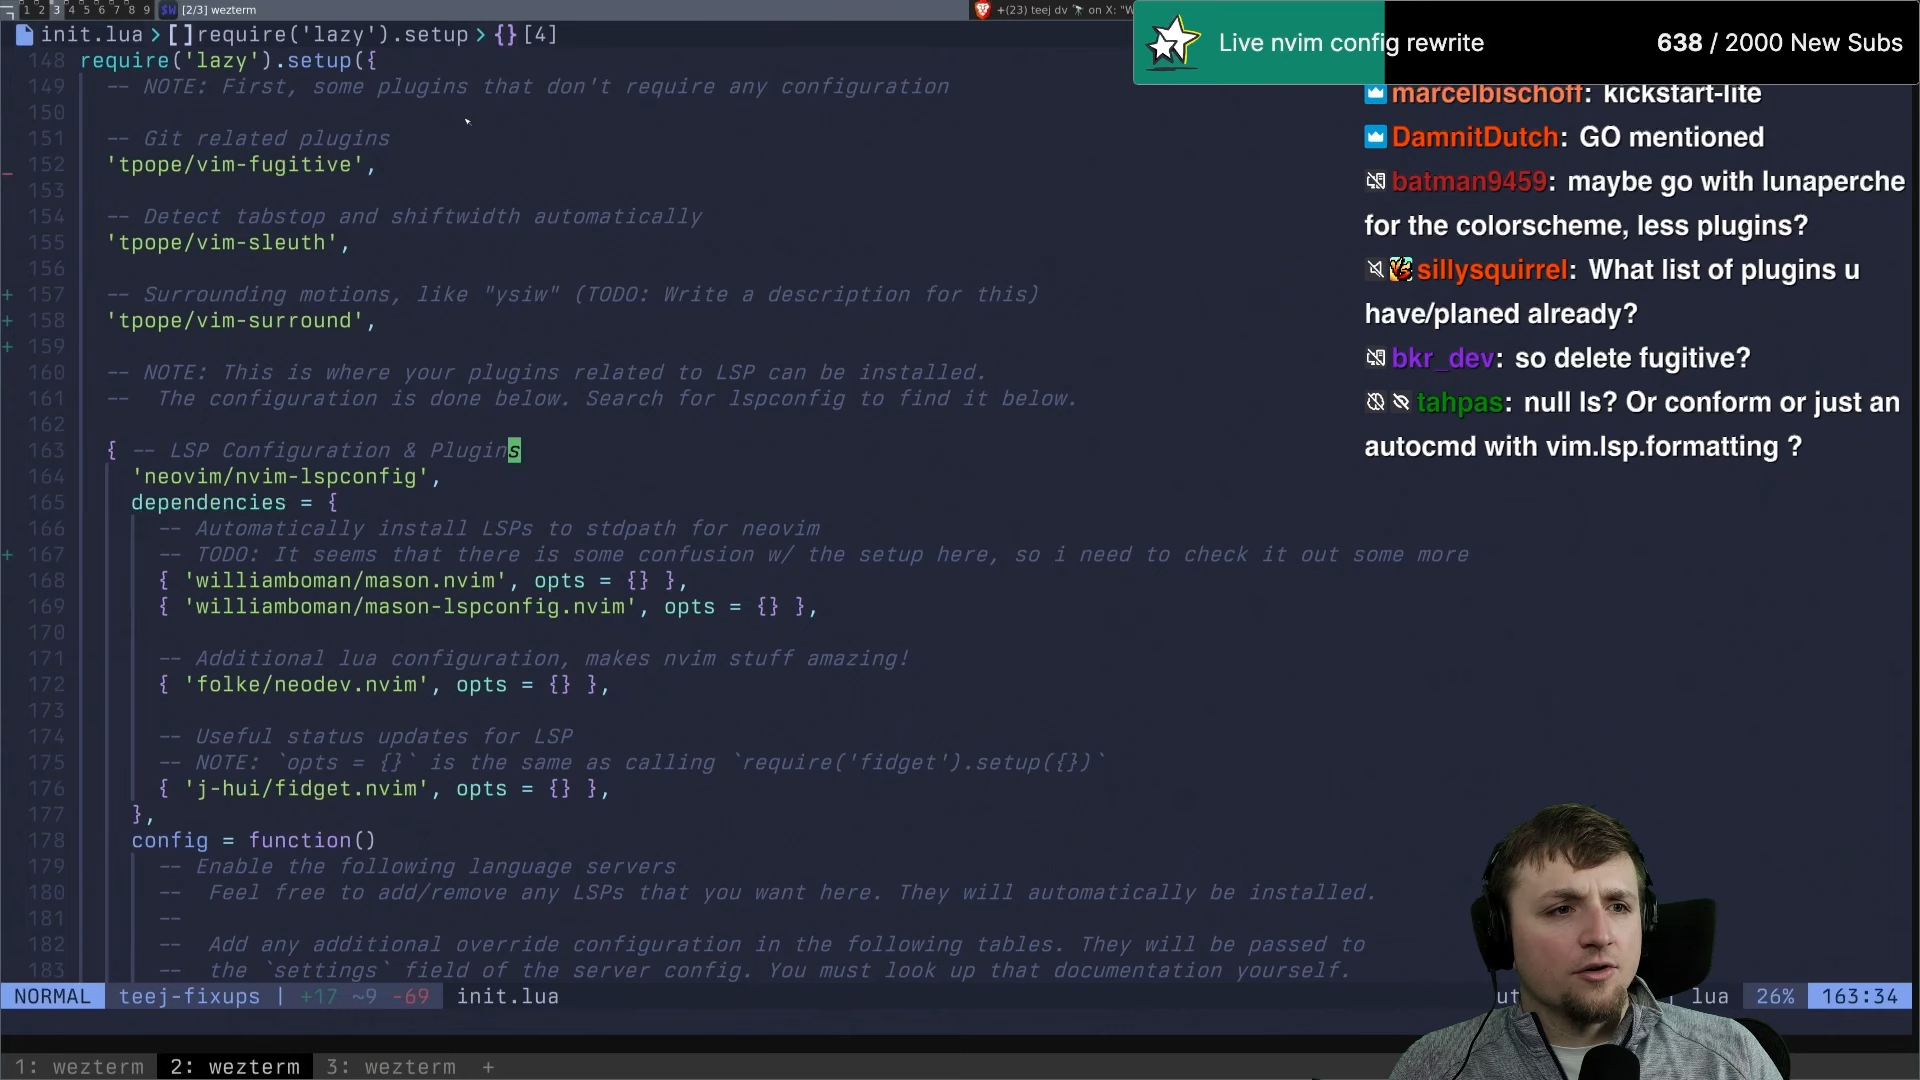 1 2 3 4 5 6 7 8 9 $W [2/3] wezterm
+(23) teej dv on X: "W
init.lua > []require('lazy').setup > {}[4]
Live nvim config rewrite 638 / 2000 New Subs
148 require('lazy').setup({
149 -- NOTE: First, some plugins that don't require any configuration
150
151 -- Git related plugins
152 'tpope/vim-fugitive',
153
154 -- Detect tabstop and shiftwidth automatically
155 'tpope/vim-sleuth',
156
+ 157 -- Surrounding motions, like "ysiw" (TODO: Write a description for this)
+ 158 'tpope/vim-surround',
+ 159
160 -- NOTE: This is where your plugins related to LSP can be installed.
161 --  The configuration is done below. Search for lspconfig to find it below.
162
163 { -- LSP Configuration & Plugins
164 'neovim/nvim-lspconfig',
165 dependencies = {
166 -- Automatically install LSPs to stdpath for neovim
+ 167 -- TODO: It seems that there is some confusion w/ the setup here, so i need to check it out some more
168 { 'williamboman/mason.nvim', opts = {} },
169 { 'williamboman/mason-lspconfig.nvim', opts = {} },
170
171 -- Additional lua configuration, makes nvim stuff amazing!
172 { 'folke/neodev.nvim', opts = {} },
173
174 -- Useful status updates for LSP
175 -- NOTE: `opts = {}` is the same as calling `require('fidget').setup({})`
176 { 'j-hui/fidget.nvim', opts = {} },
177 },
178 config = function()
179 -- Enable the following language servers
180 --  Feel free to add/remove any LSPs that you want here. They will automatically be installed.
181 --
182 --  Add any additional override configuration in the following tables. They will be passed to
183 --  the `settings` field of the server config. You must look up that documentation yourself.
marcelbischoff: kickstart-lite
DamnitDutch: GO mentioned
batman9459: maybe go with lunaperche
for the colorscheme, less plugins?
sillysquirrel: What list of plugins u
have/planed already?
bkr_dev: so delete fugitive?
tahpas: null ls? Or conform or just an
autocmd with vim.lsp.formatting ?
NORMAL teej-fixups | +17 ~9 -69 init.lua ut | lua 26% 163:34
1: wezterm 2: wezterm 3: wezterm +